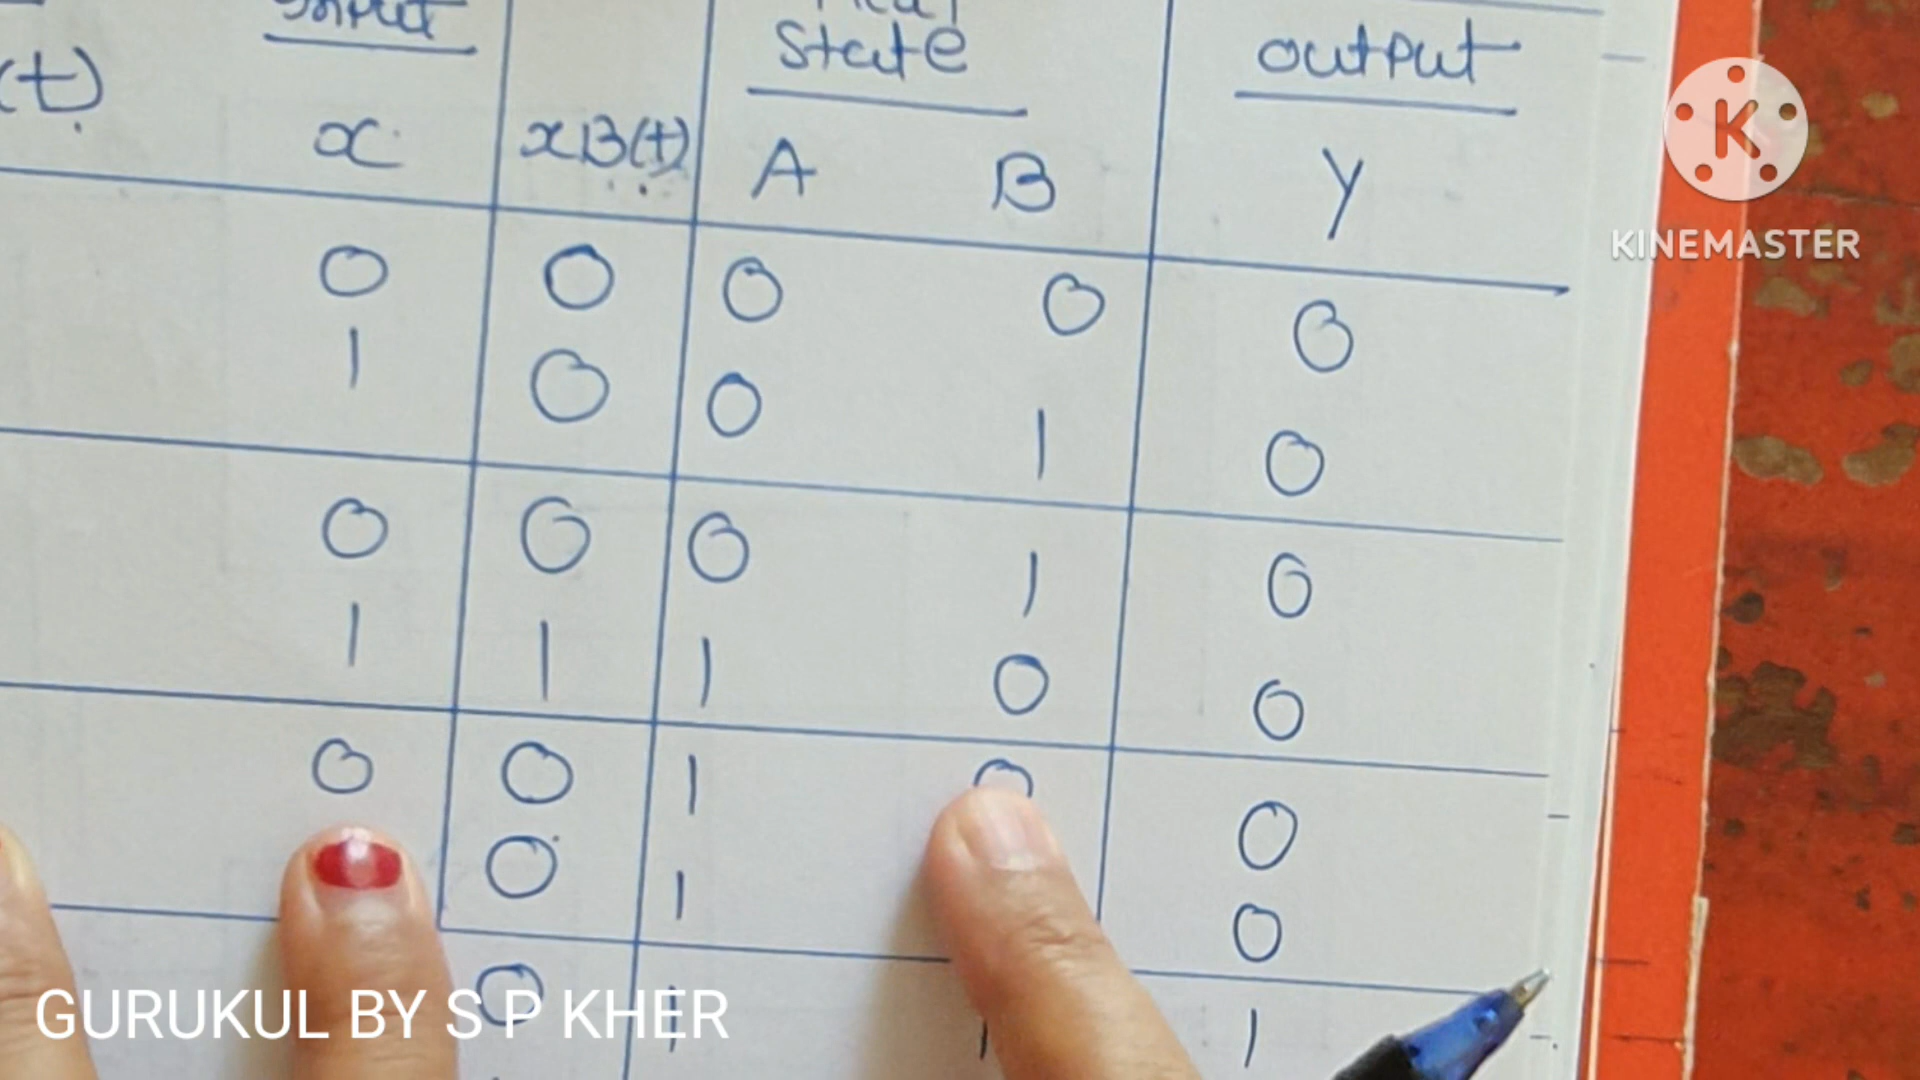 Input State output
(t) x xB(t) A B Y
0 0 0 0 0
1 0 0 1 0
0 0 0 1 0
1 1 1 0 0
0 0 1 0 0
0 1 0
0 1 1 1
K
KINEMASTER
GURUKUL BY S P KHER